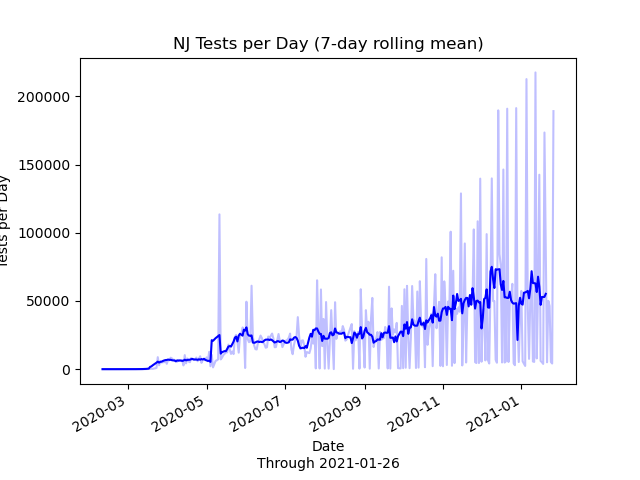 NJ Tests per Day (7-day rolling mean)
Tests per Day
200000
150000
100000
50000
0
2020-03
2020-05
2020-07
2020-09
2020-11
2021-01
Date
Through 2021-01-26